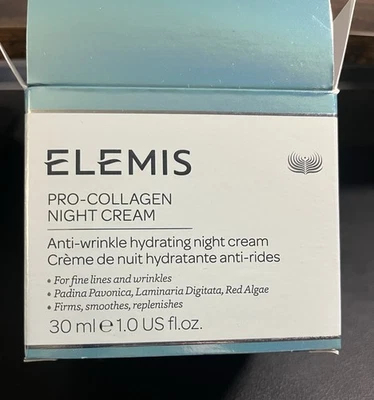 ELEMIS
PRO-COLLAGEN
NIGHT CREAM
Anti-wrinkle hydrating night cream
Crème de nuit hydratante anti-rides
• For fine lines and wrinkles
• Padina Pavonica, Laminaria Digitata, Red Algae
• Firms, smoothes, replenishes
30 ml ℮ 1.0 US fl.oz.